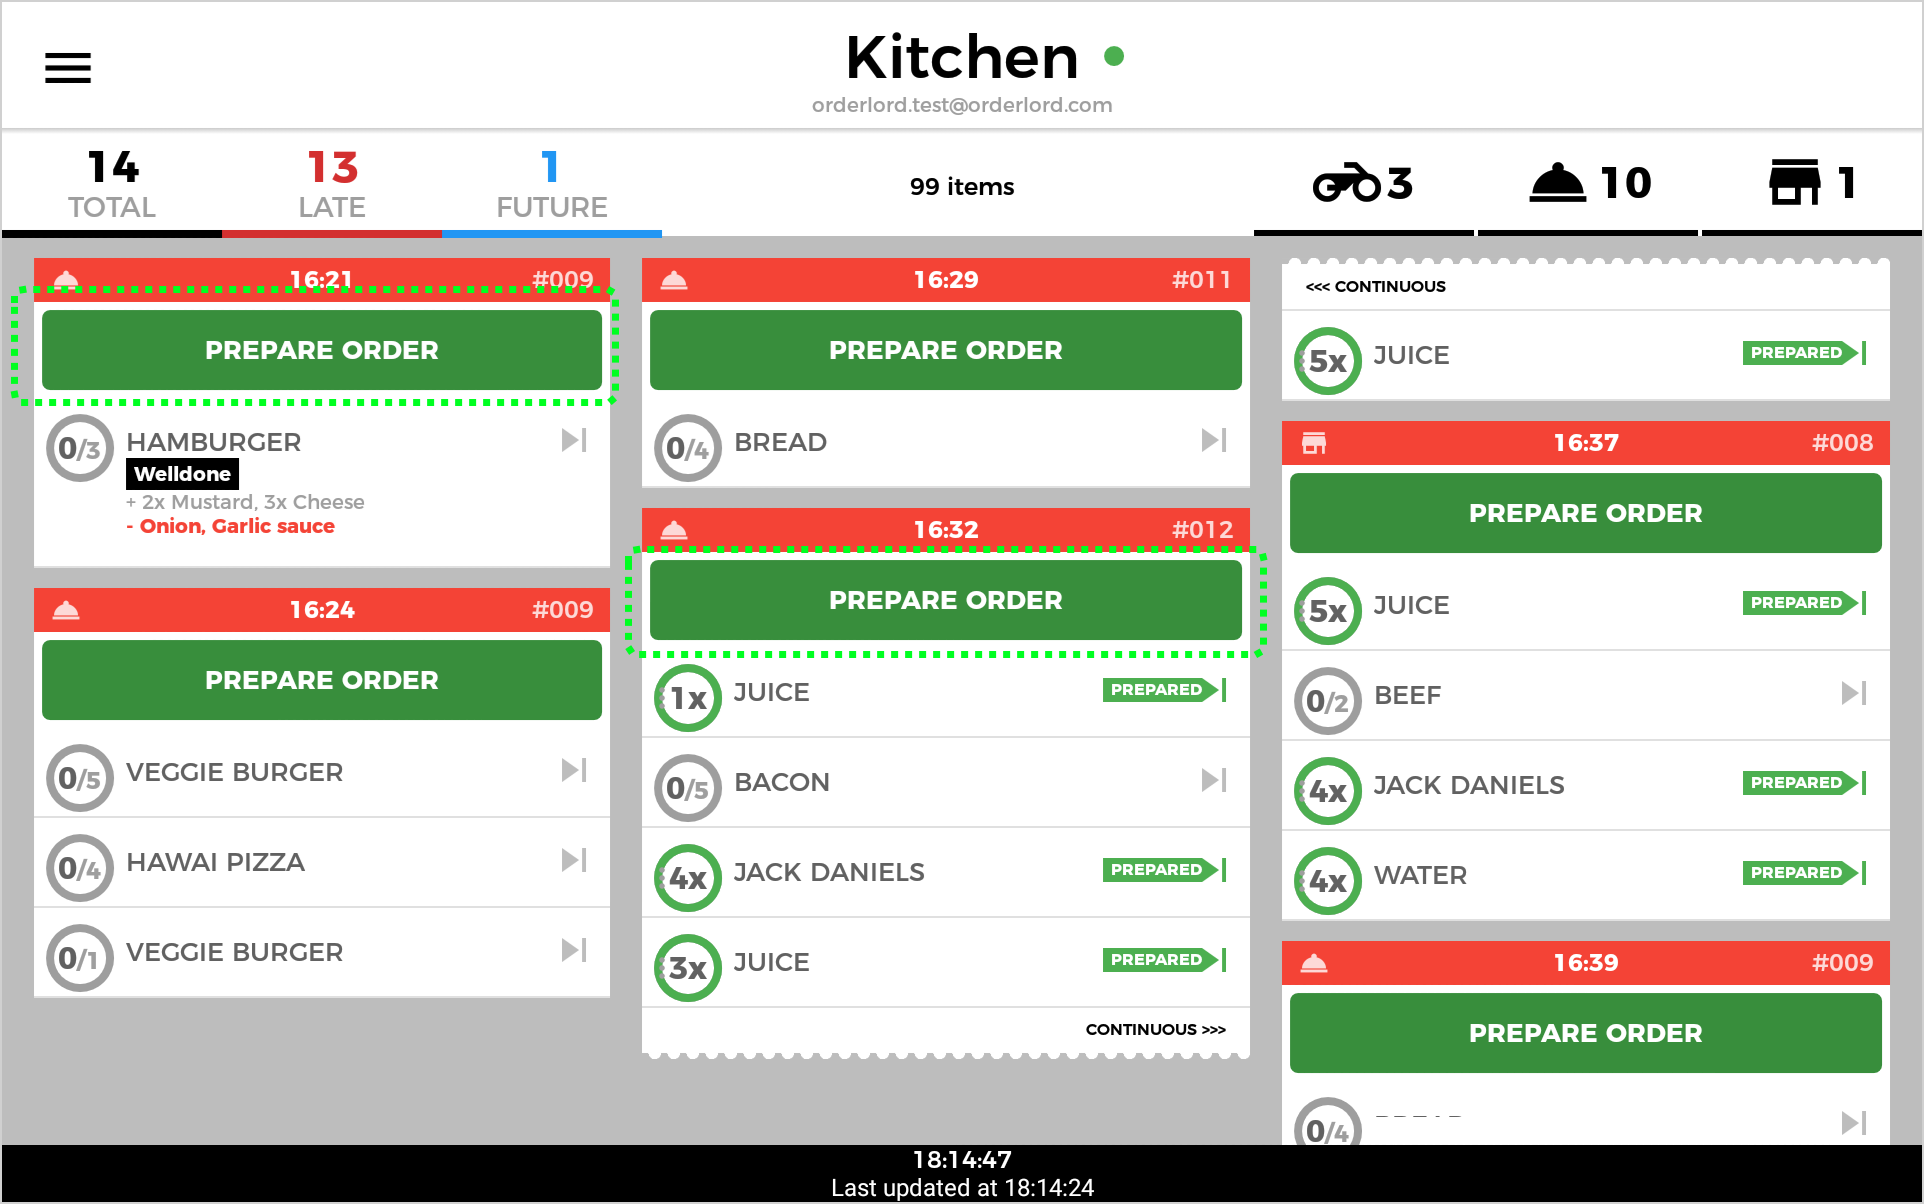 Kitchen
orderlord.test@orderlord.com
14
TOTAL
13
LATE
1
FUTURE
99 items
3
10
1
16:21 #009
PREPARE ORDER
0/3 HAMBURGER
Welldone
+ 2x Mustard, 3x Cheese
- Onion, Garlic sauce
16:24 #009
PREPARE ORDER
0/5 VEGGIE BURGER
0/4 HAWAI PIZZA
0/1 VEGGIE BURGER
16:29 #011
PREPARE ORDER
0/4 BREAD
16:32 #012
PREPARE ORDER
1x JUICE PREPARED
0/5 BACON
4x JACK DANIELS PREPARED
3x JUICE PREPARED
CONTINUOUS >>>
<<< CONTINUOUS
5x JUICE PREPARED
16:37 #008
PREPARE ORDER
5x JUICE PREPARED
0/2 BEEF
4x JACK DANIELS PREPARED
4x WATER PREPARED
16:39 #009
PREPARE ORDER
0/4
18:14:47
Last updated at 18:14:24